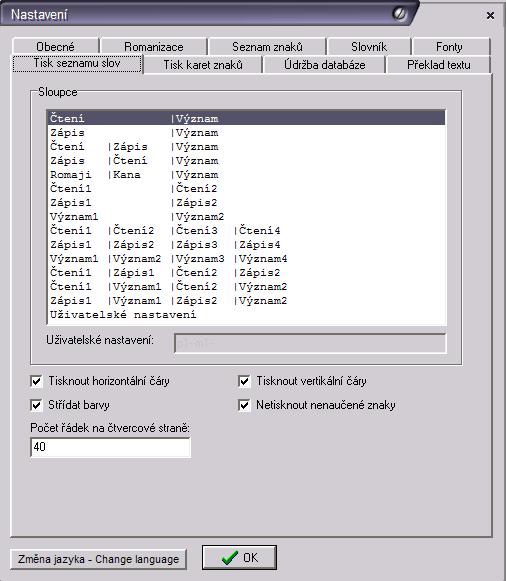 Nastavení
Obecné Romanizace Seznam znaků Slovník Fonty
Tisk seznamu slov Tisk karet znaků Údržba databáze Překlad textu
Sloupce
Čtení |Význam
Zápis |Význam
Čtení |Zápis |Význam
Zápis |Čtení |Význam
Romaji |Kana |Význam
Čtení1 |Čtení2
Zápis1 |Zápis2
Význam1 |Význam2
Čtení1 |Čtení2 |Čtení3 |Čtení4
Zápis1 |Zápis2 |Zápis3 |Zápis4
Význam1 |Význam2 |Význam3 |Význam4
Čtení1 |Zápis1 |Čtení2 |Zápis2
Čtení1 |Význam1 |Čtení2 |Význam2
Zápis1 |Význam1 |Zápis2 |Význam2
Uživatelské nastavení
Uživatelské nastavení:
Tisknout horizontální čáry Tisknout vertikální čáry
Střídat barvy Netisknout nenaučené znaky
Počet řádek na čtvercové straně:
40
Změna jazyka - Change language OK